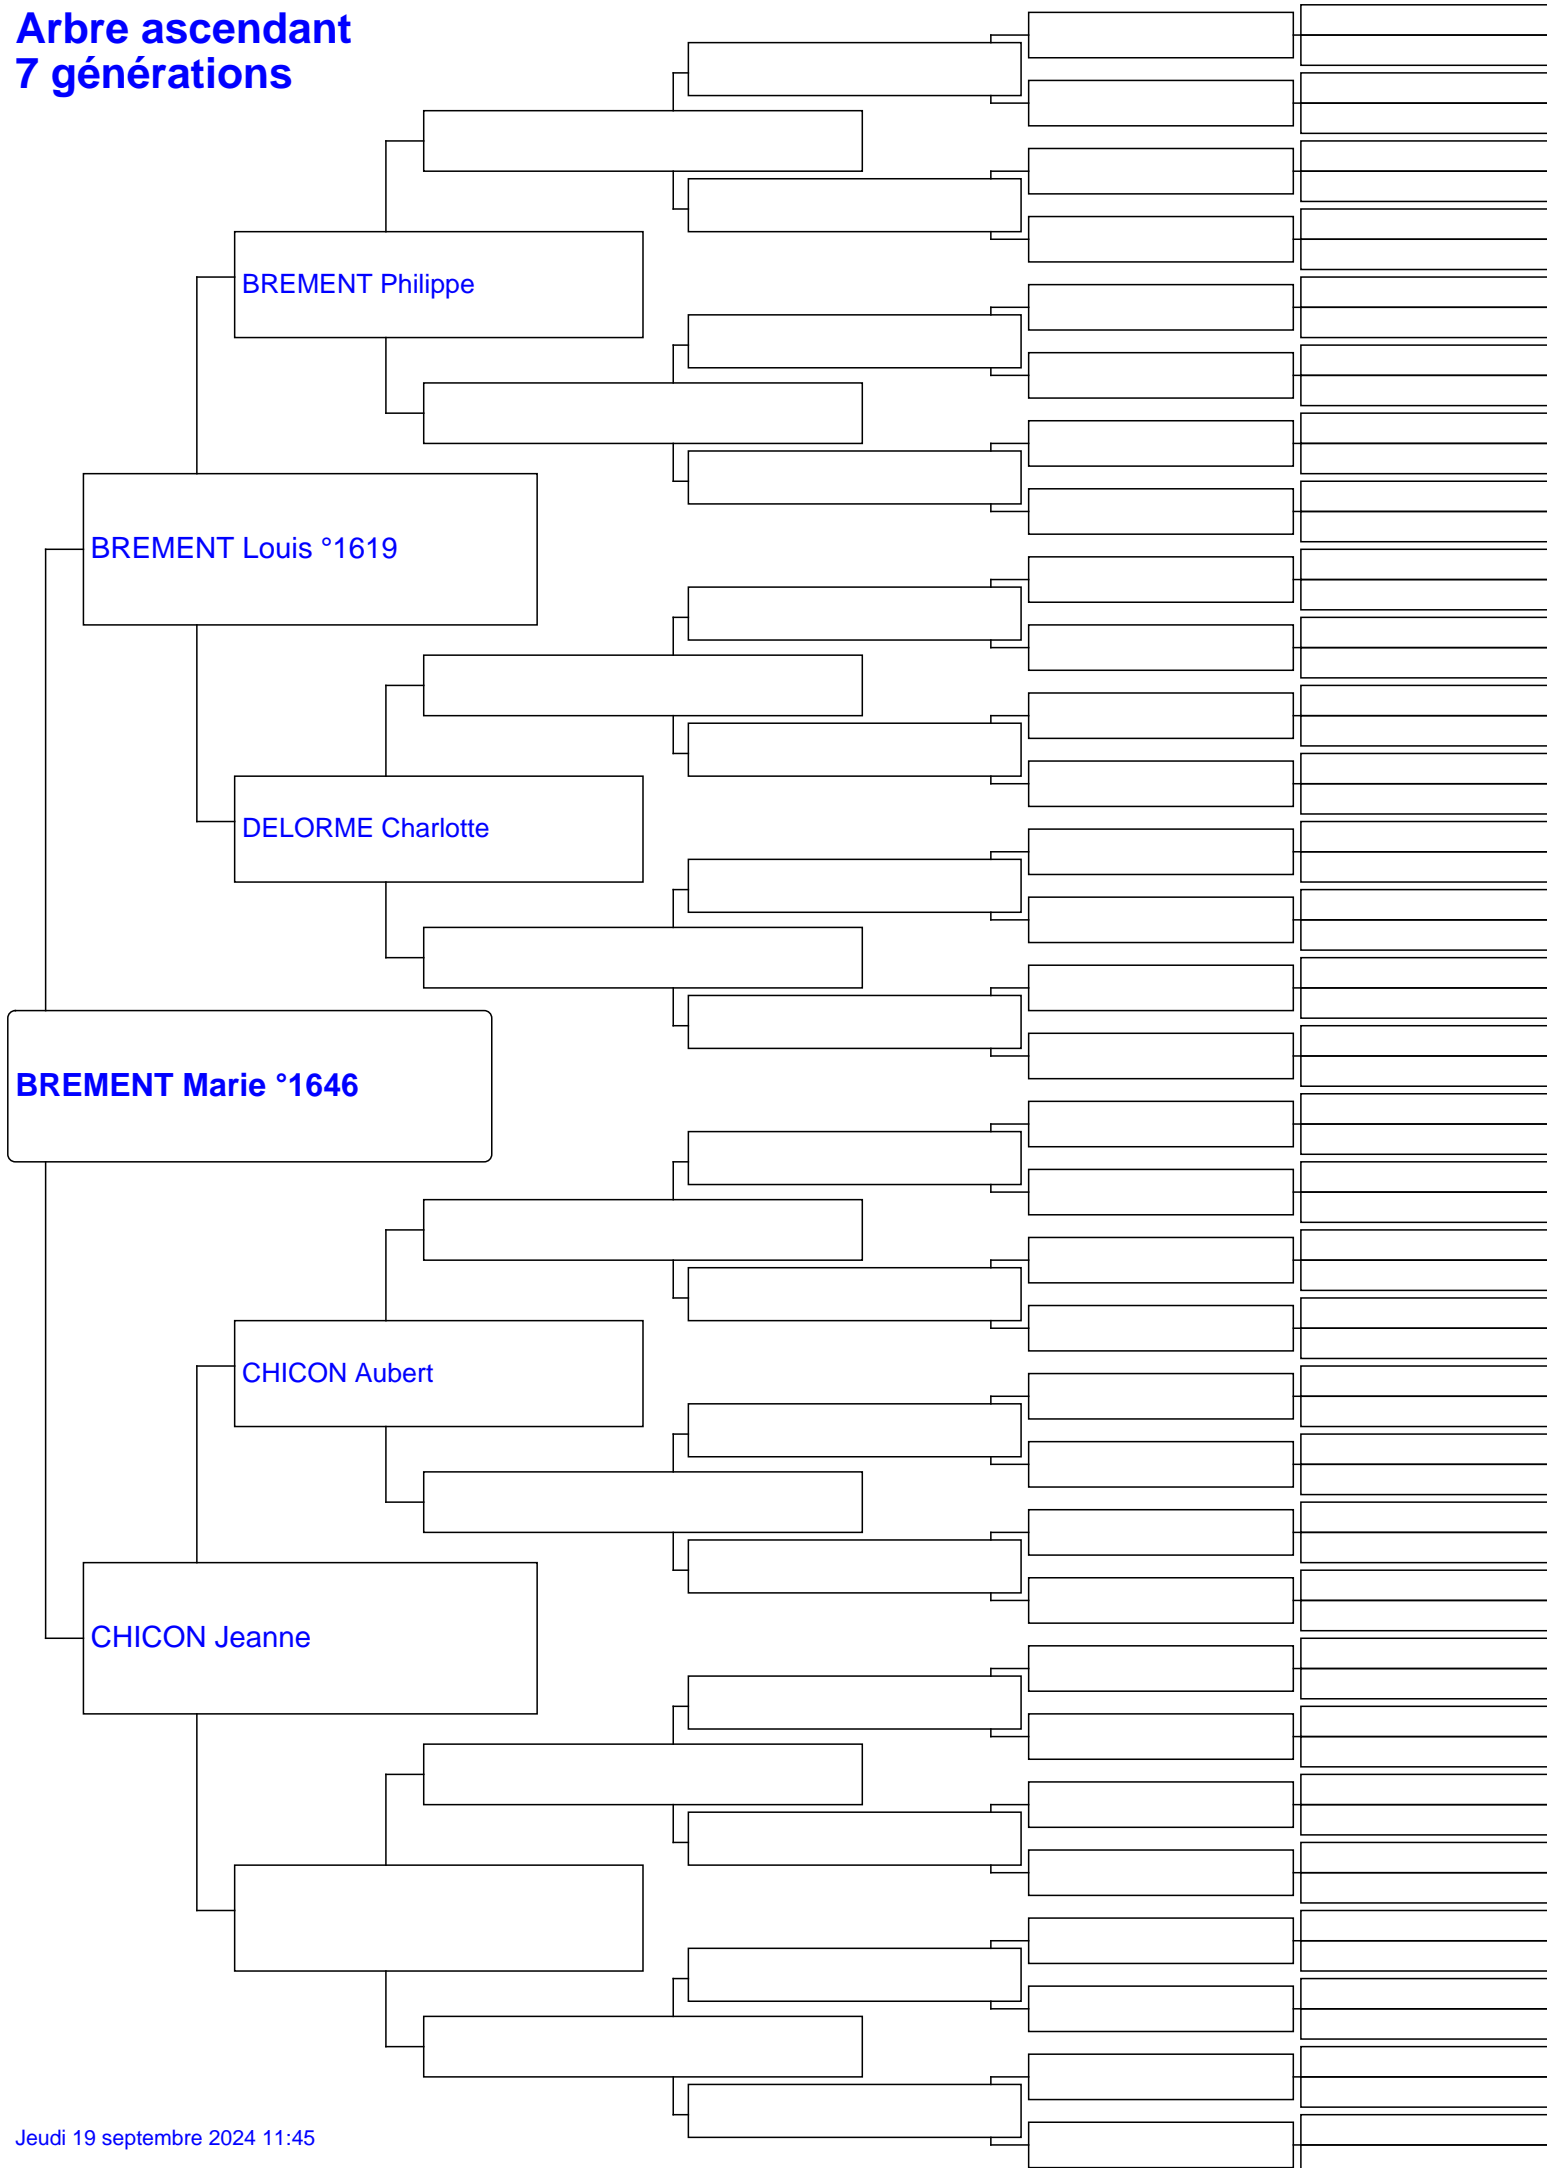 Arbre ascendant
7 générations
BREMENT Philippe
BREMENT Louis °1619
DELORME Charlotte
BREMENT Marie °1646
CHICON Aubert
CHICON Jeanne
Jeudi 19 septembre 2024 11:45